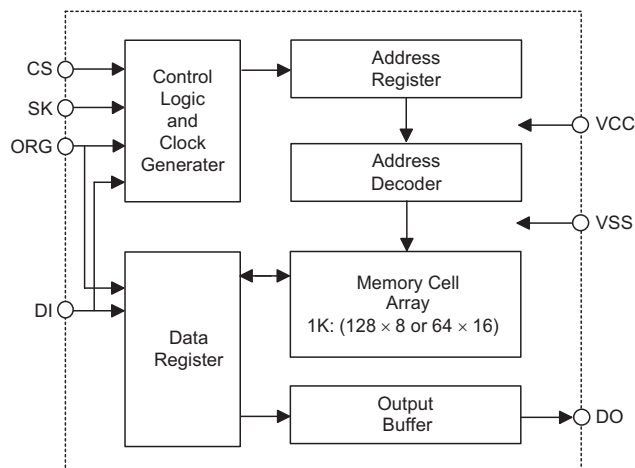 CS
SK
ORG
DI
Control
Logic
and
Clock
Generater
Address
Register
Address
Decoder
VCC
VSS
Data
Register
Memory Cell
Array
1K: (128 × 8 or 64 × 16)
Output
Buffer
DO